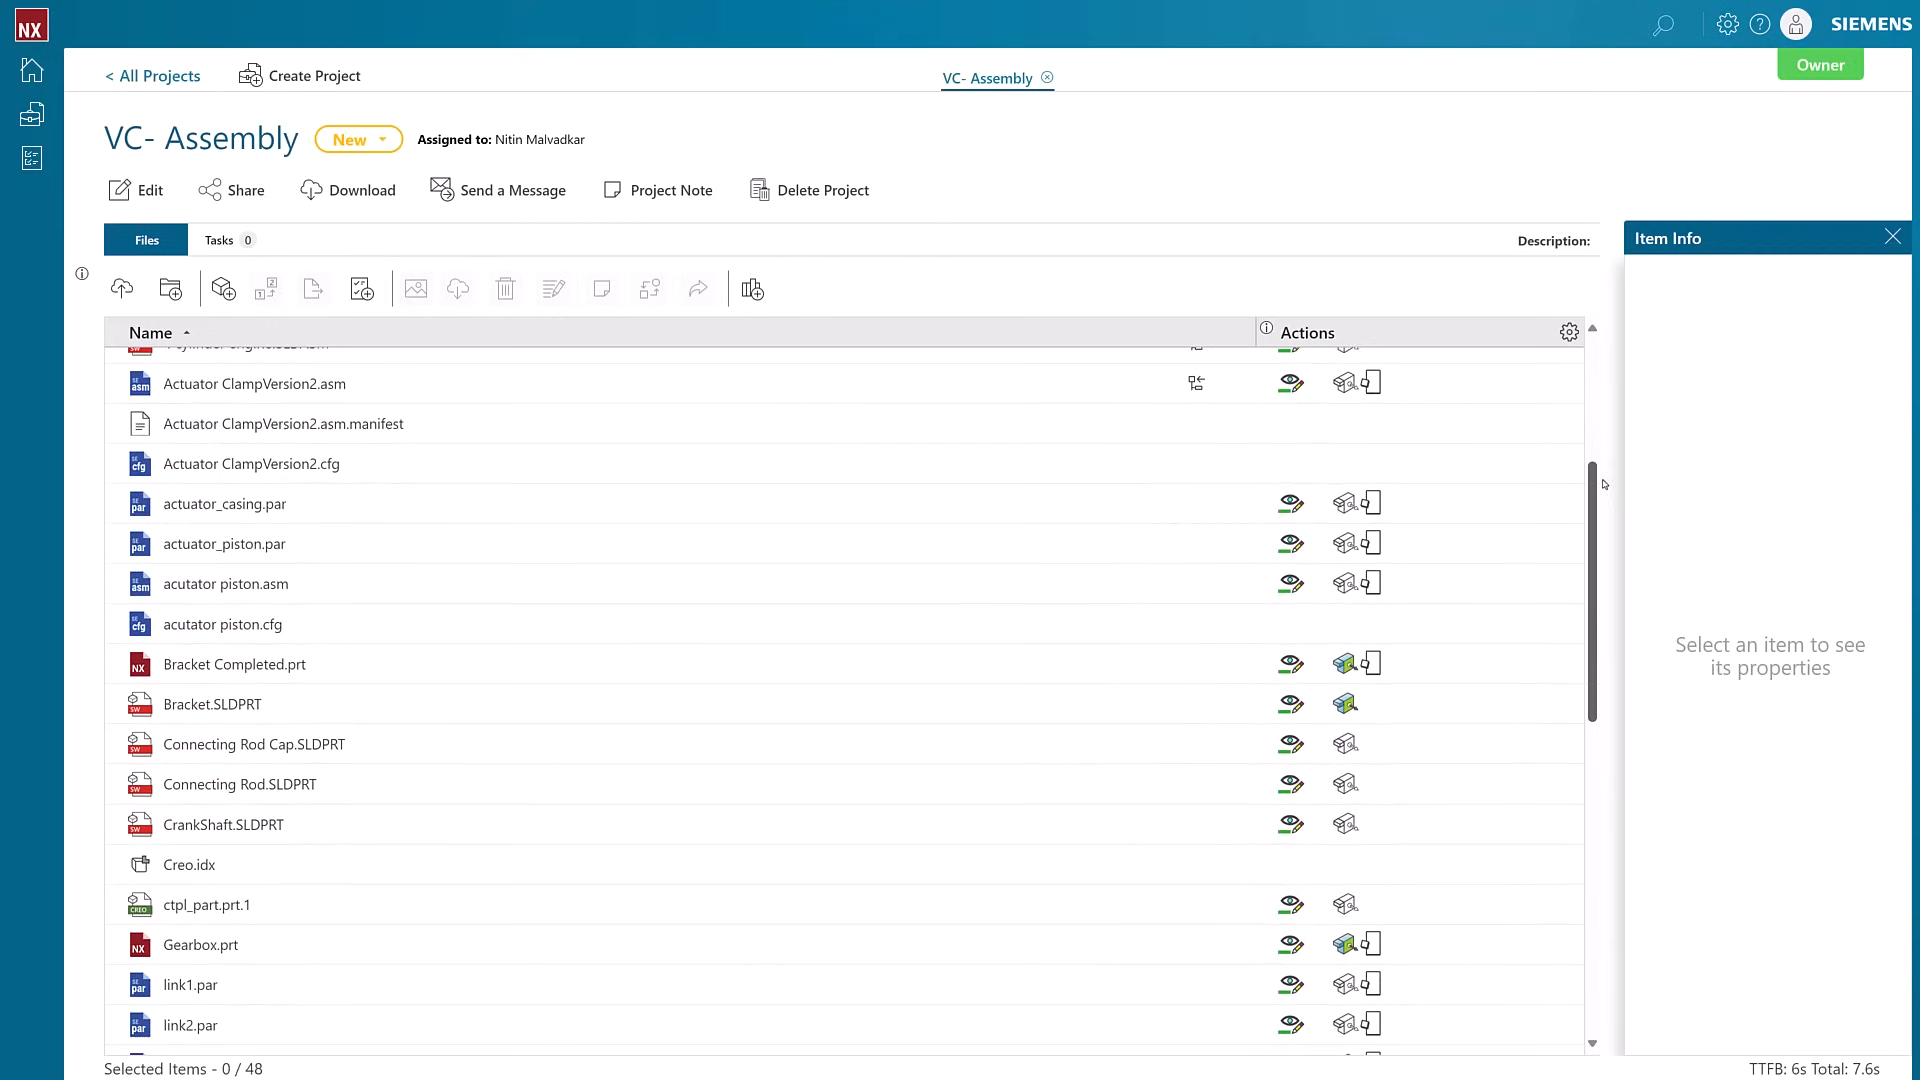 NX
SIEMENS
< All Projects
Create Project
VC- Assembly
Owner
VC- Assembly
New
Assigned to: Nitin Malvadkar
Edit
Share
Download
Send a Message
Project Note
Delete Project
Files
Tasks 0
Description:
Item Info
Name
Actions
Actuator ClampVersion2.asm
Actuator ClampVersion2.asm.manifest
Actuator ClampVersion2.cfg
actuator_casing.par
actuator_piston.par
acutator piston.asm
acutator piston.cfg
Bracket Completed.prt
Bracket.SLDPRT
Connecting Rod Cap.SLDPRT
Connecting Rod.SLDPRT
CrankShaft.SLDPRT
Creo.idx
ctpl_part.prt.1
Gearbox.prt
link1.par
link2.par
Select an item to see
its properties
Selected Items - 0 / 48
TTFB: 6s Total: 7.6s